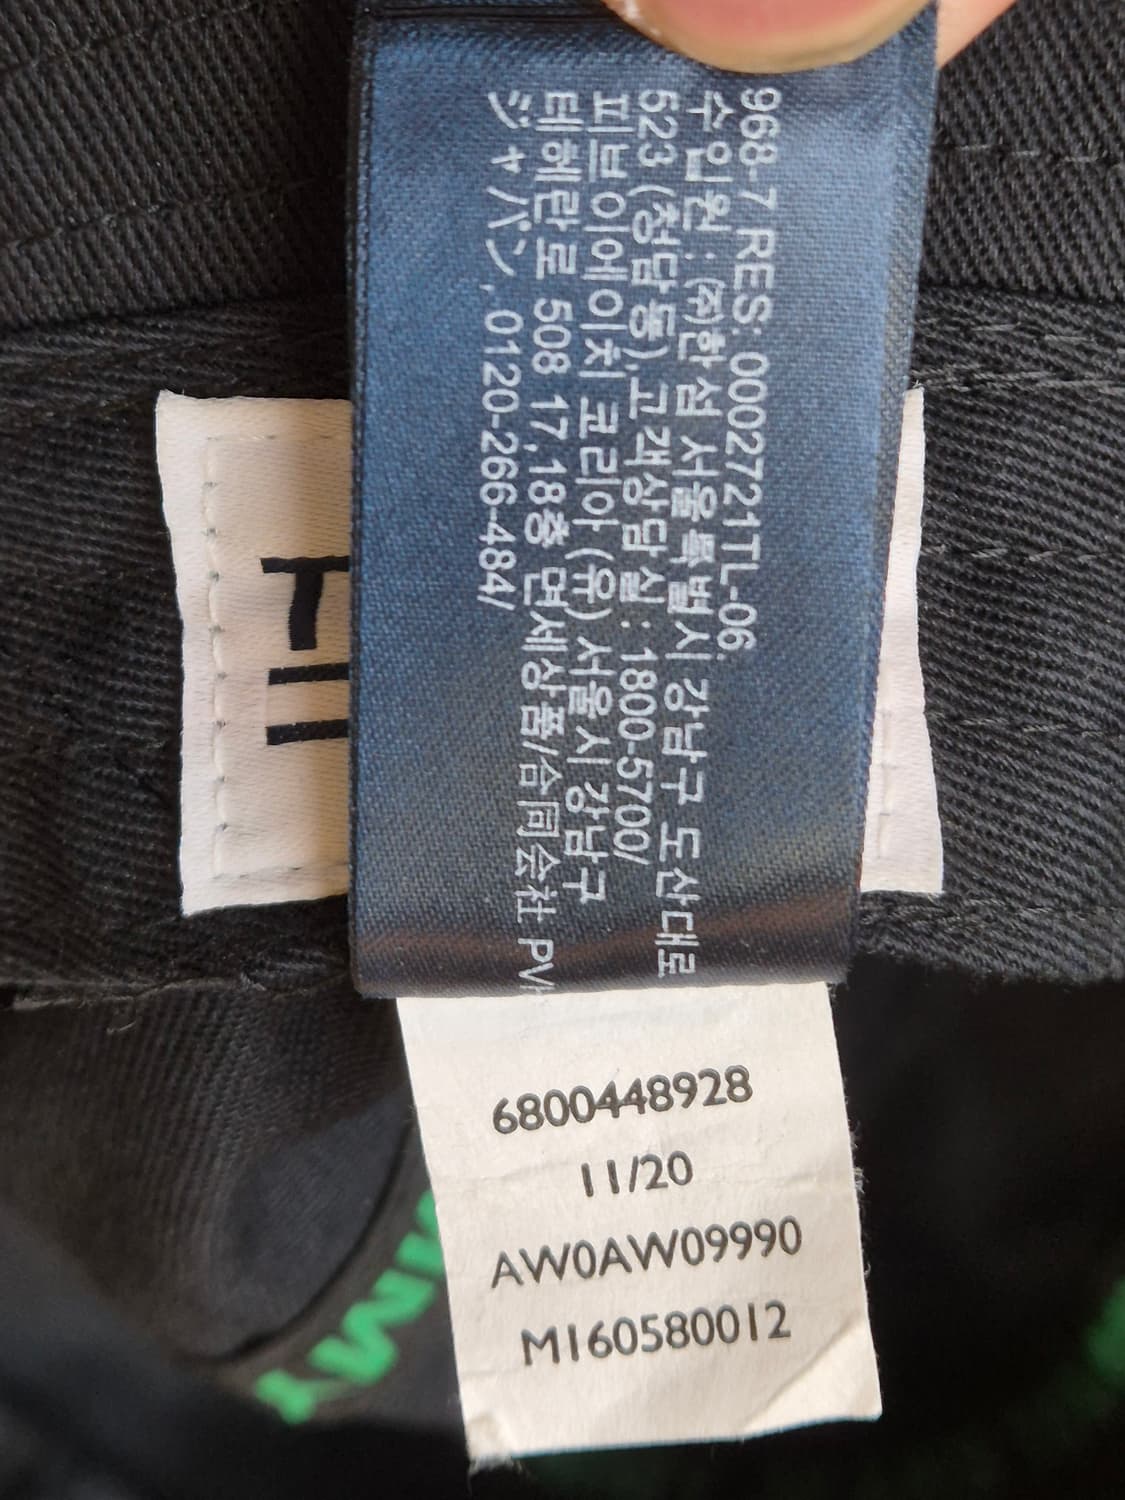 968-7 RES: 0002721TL-06.
수입원 : ㈜한섬 서울특별시 강남구 도산대로
523 (청담동),고객상담실 : 1800-5700/
피브이에이치 코리아 (유) 서울시 강남구
테헤란로 508 17,18층 면세상품/合同会社 PVH
ジャパン, 0120-266-484/
6800448928
11/20
AW0AW09990
M160580012